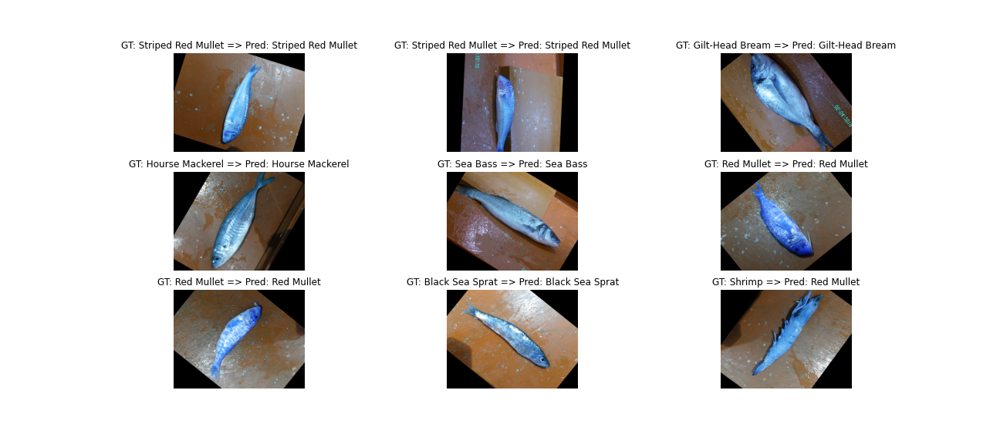 GT: Striped Red Mullet => Pred: Striped Red Mullet
GT: Striped Red Mullet => Pred: Striped Red Mullet
GT: Gilt-Head Bream => Pred: Gilt-Head Bream
GT: Hourse Mackerel => Pred: Hourse Mackerel
GT: Sea Bass => Pred: Sea Bass
GT: Red Mullet => Pred: Red Mullet
GT: Red Mullet => Pred: Red Mullet
GT: Black Sea Sprat => Pred: Black Sea Sprat
GT: Shrimp => Pred: Red Mullet